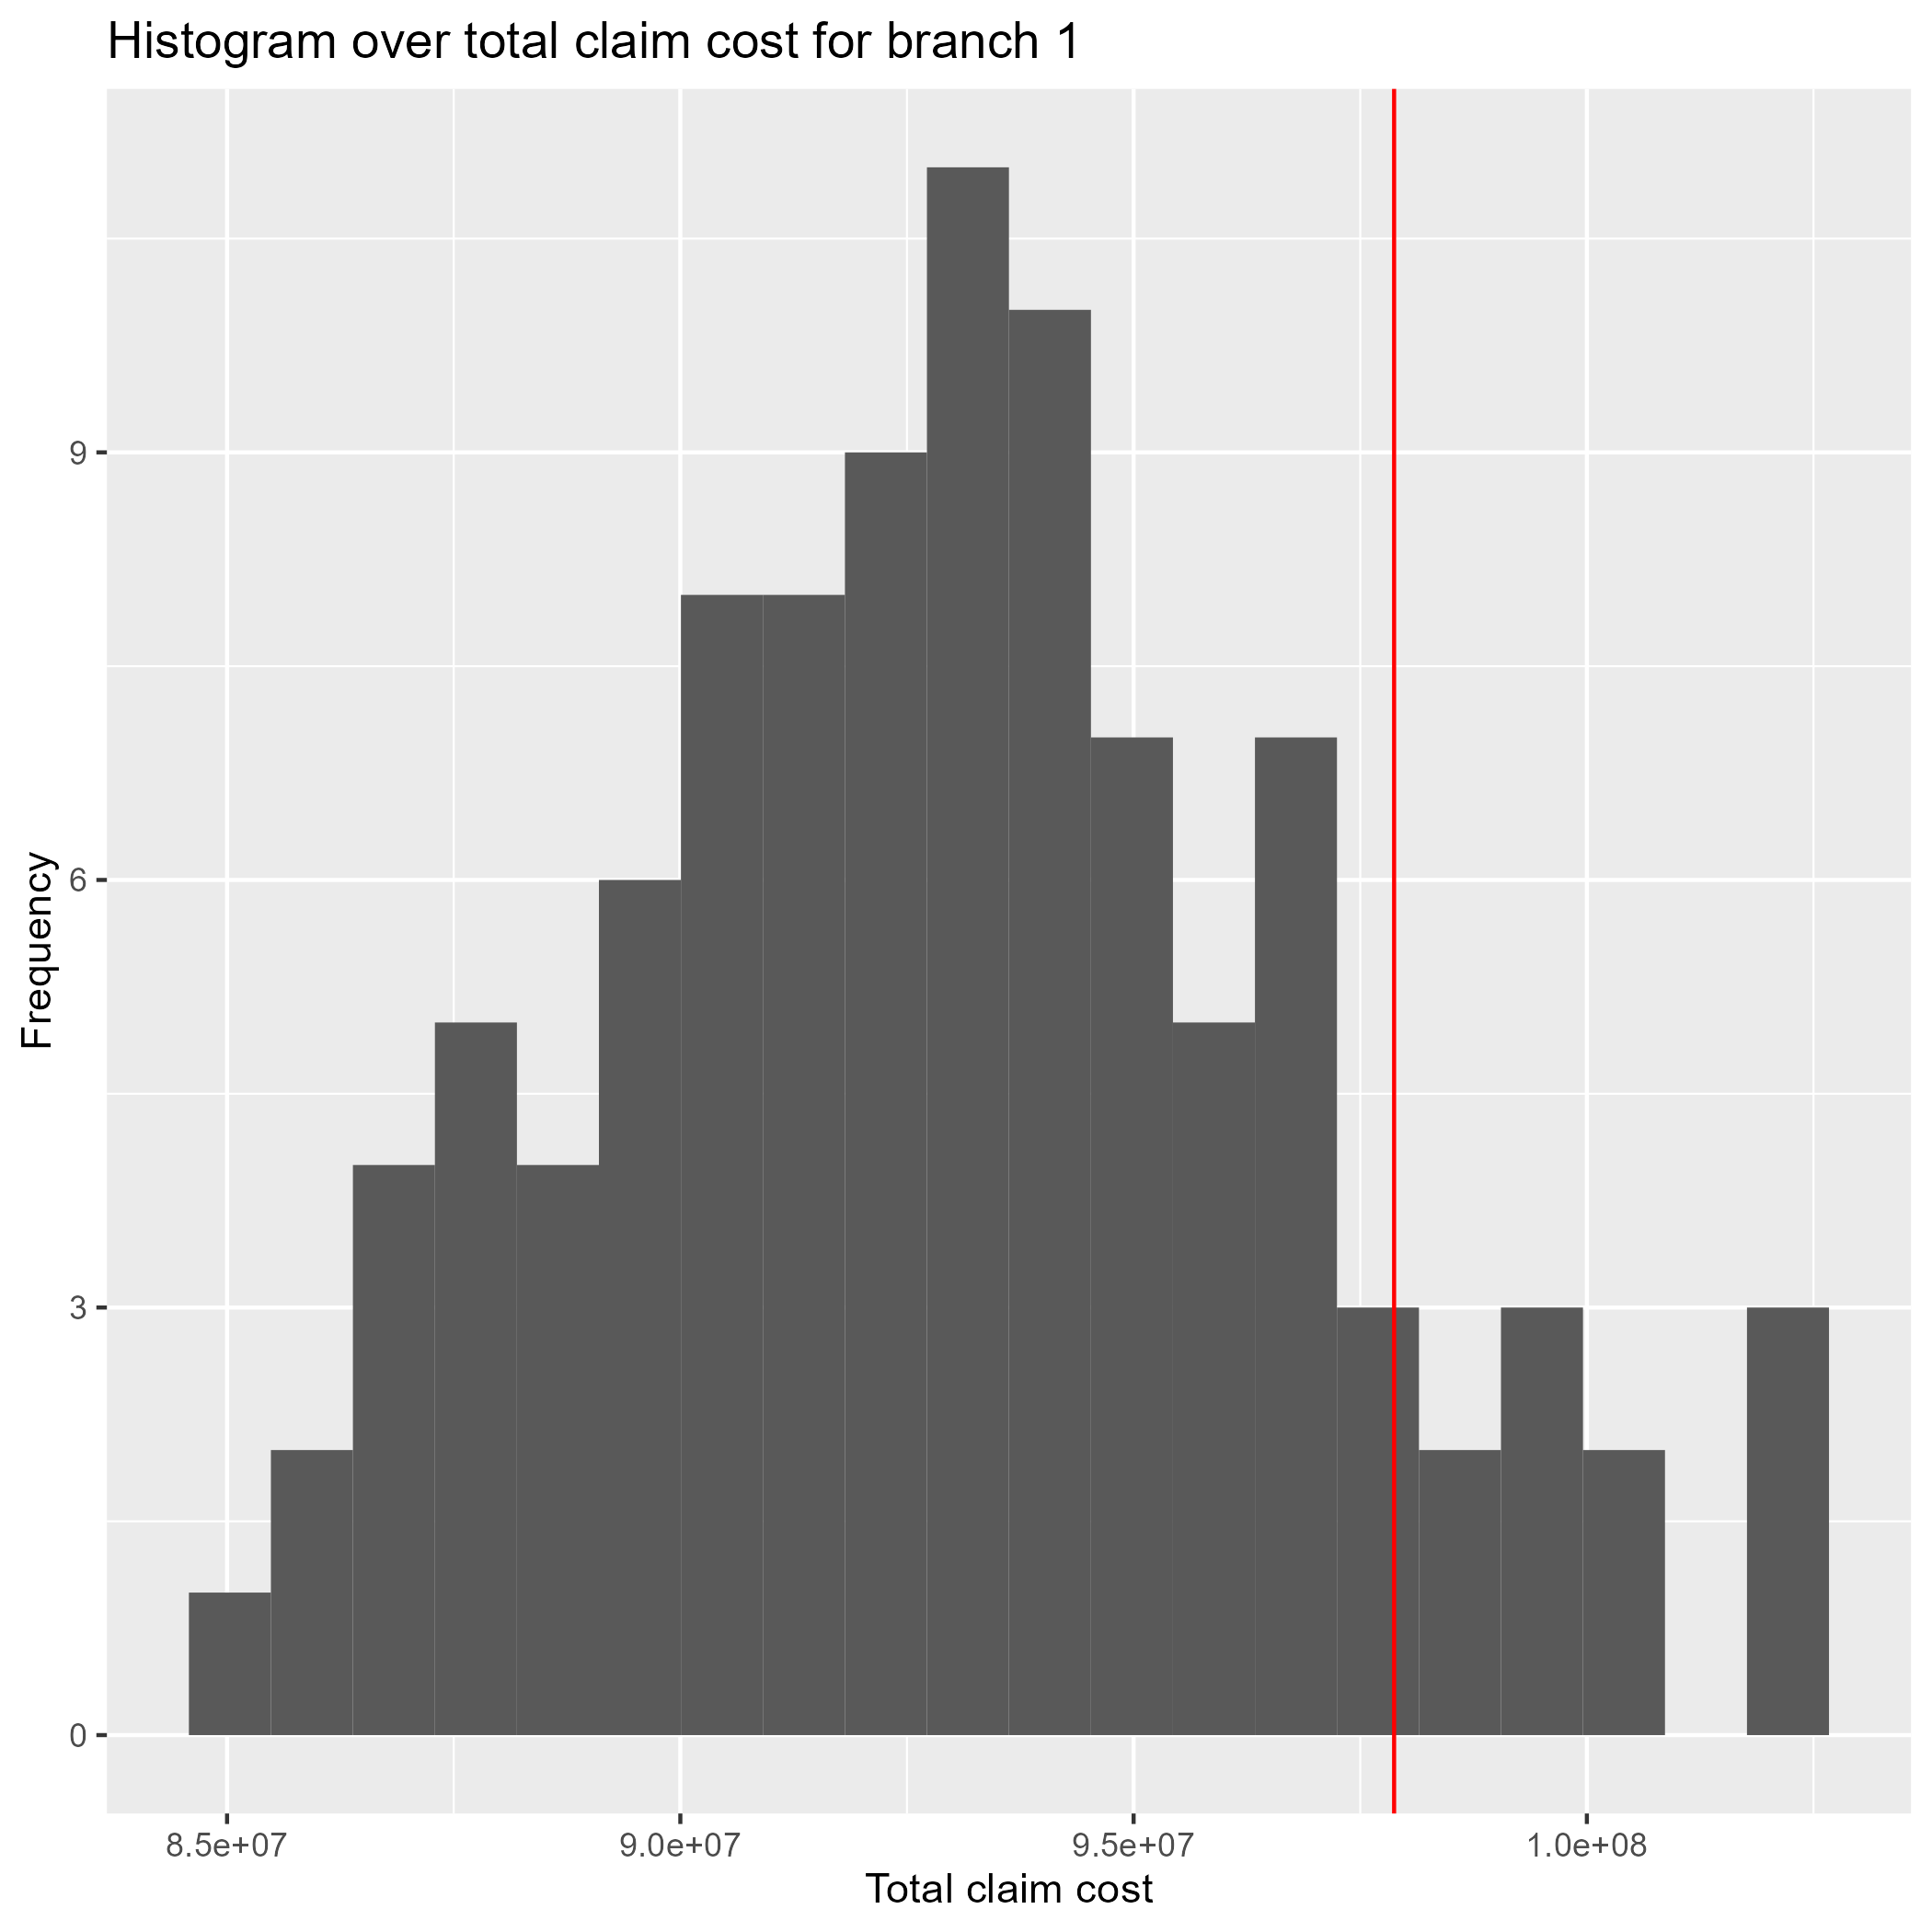 Histogram over total claim cost for branch 1
Frequency
9
6
3
0
8.5e+07 9.0e+07 9.5e+07 1.0e+08
Total claim cost